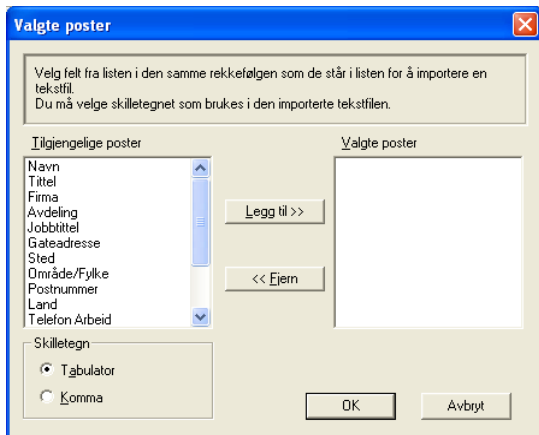 Valgte poster
Velg felt fra listen i den samme rekkefølgen som de står i listen for å importere en
tekstfil.
Du må velge skilletegnet som brukes i den importerte tekstfilen.
Tilgjengelige poster
Valgte poster
Navn
Tittel
Firma
Avdeling
Jobbtittel
Gateadresse
Sted
Område/Fylke
Postnummer
Land
Telefon Arbeid
Legg til >>
<< Fjern
Skilletegn
Tabulator
Komma
OK
Avbryt